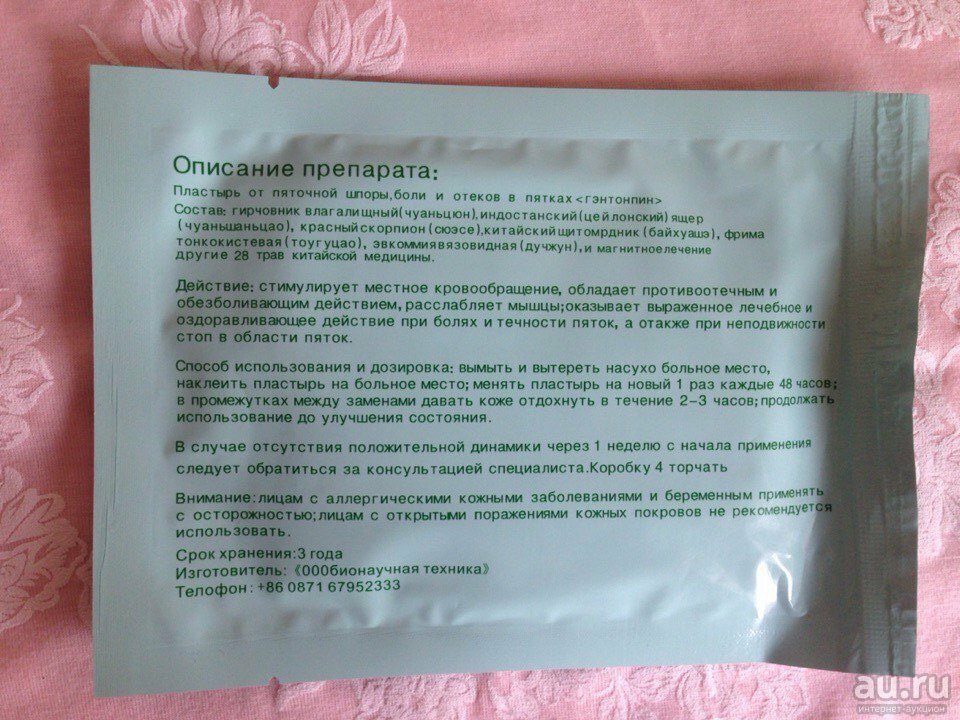 Описание препарата:
Пластырь от пяточной шпоры,боли и отеков в пятках<гэнтонпин>
Состав: гирчовник влагалищный(чуаньцюн),индостанский(цейлонский) ящер
(чуаньшаньцао), красный скорпион (сюэсе),китайский щитомрдник (байхуашэ), фрима
тонкокистевая(тоугуцао), эвкоммия вязовидная (дучжун),и магнитное лечение
другие 28 трав китайской медицины.
Действие: стимулирует местное кровообращение, обладает противоотечным и
обезболивающим действием, расслабляет мышцы;оказывает выраженное лечебное и
оздоравливающее действие при болях и течности пяток, а отакже при неподвижности
стоп в области пяток.
Способ использования и дозировка: вымыть и вытереть насухо больное место,
наклеить пластырь на больное место; менять пластырь на новый 1 раз каждые 48 часов;
в промежутках между заменами давать коже отдохнуть в течение 2-3 часов; продолжать
использование до улучшения состояния.
В случае отсутствия положительной динамики через 1 неделю с начала применения
следует обратиться за консультацией специалиста.Коробку 4 торчать
Внимание:лицам с аллергическими кожными заболеваниями и беременным применять
с осторожностью;лицам с открытыми поражениями кожных покровов не рекомендуется
использовать.
Срок хранения:3 года
Изготовитель:《ОООбионаучная техника》
Телофон: +86 0871 67952333
au.ru
интернет-аукцион